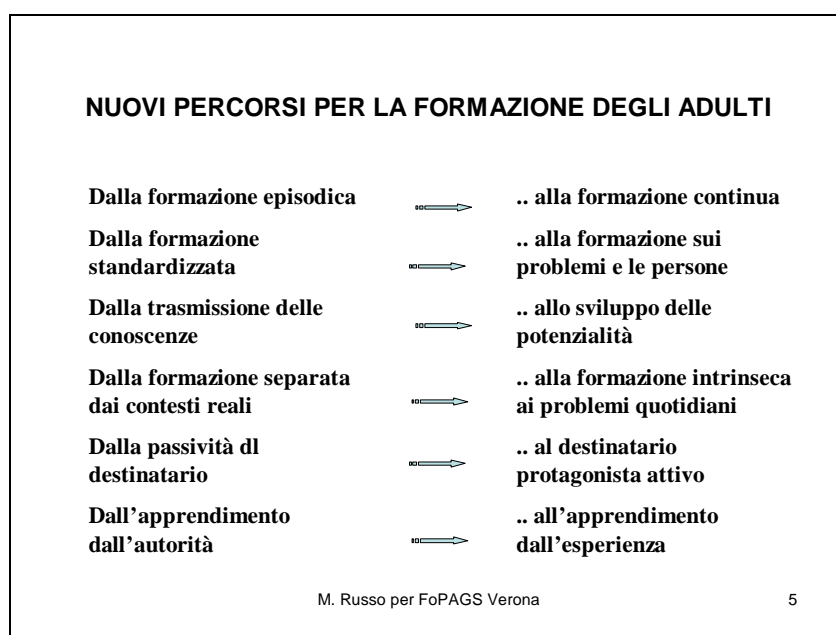 NUOVI PERCORSI PER LA FORMAZIONE DEGLI ADULTI
Dalla formazione episodica
.. alla formazione continua
Dalla formazione
standardizzata
.. alla formazione sui
problemi e le persone
Dalla trasmissione delle
conoscenze
.. allo sviluppo delle
potenzialità
Dalla formazione separata
dai contesti reali
.. alla formazione intrinseca
ai problemi quotidiani
Dalla passività dl
destinatario
.. al destinatario
protagonista attivo
Dall’apprendimento
dall’autorità
.. all’apprendimento
dall’esperienza
M. Russo per FoPAGS Verona
5